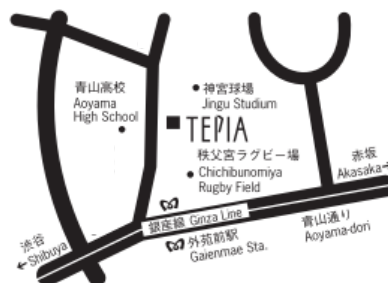 青山高校
Aoyama
High School
神宮球場
Jingu Studium
TEPIA
秩父宮ラグビー場
Chichibunomiya
Rugby Field
赤坂
Akasaka→
銀座線 Ginza Line
青山通り
Aoyama-dori
外苑前駅
Gaienmae Sta.
渋谷
←Shibuya